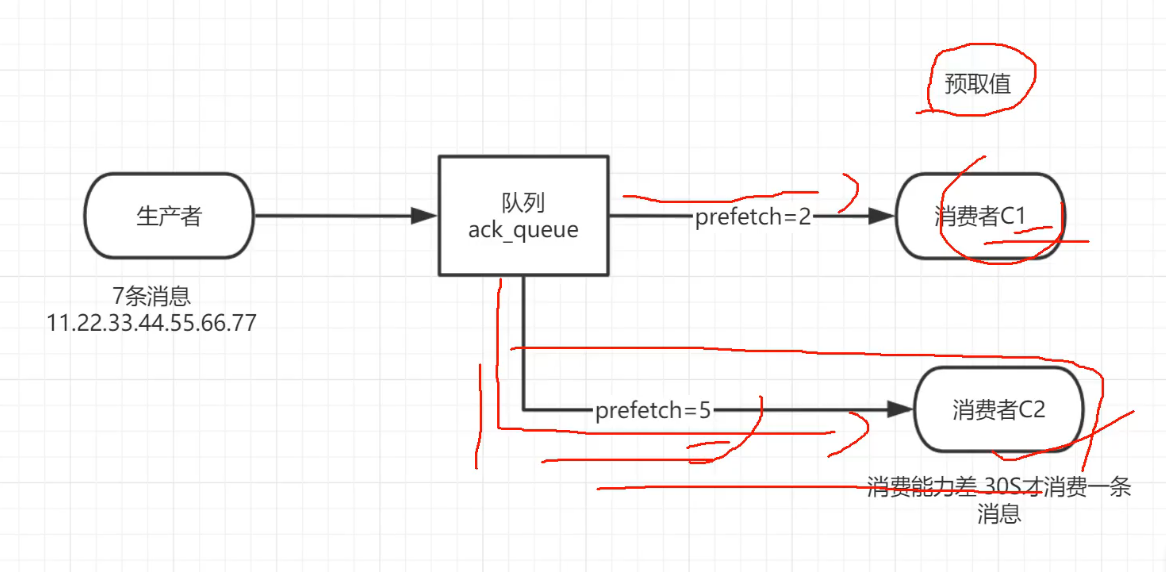 预取值
生产者
队列
ack_queue
prefetch=2
消费者C1
7条消息
11.22.33.44.55.66.77
prefetch=5
消费者C2
消费能力差 30S才消费一条
消息